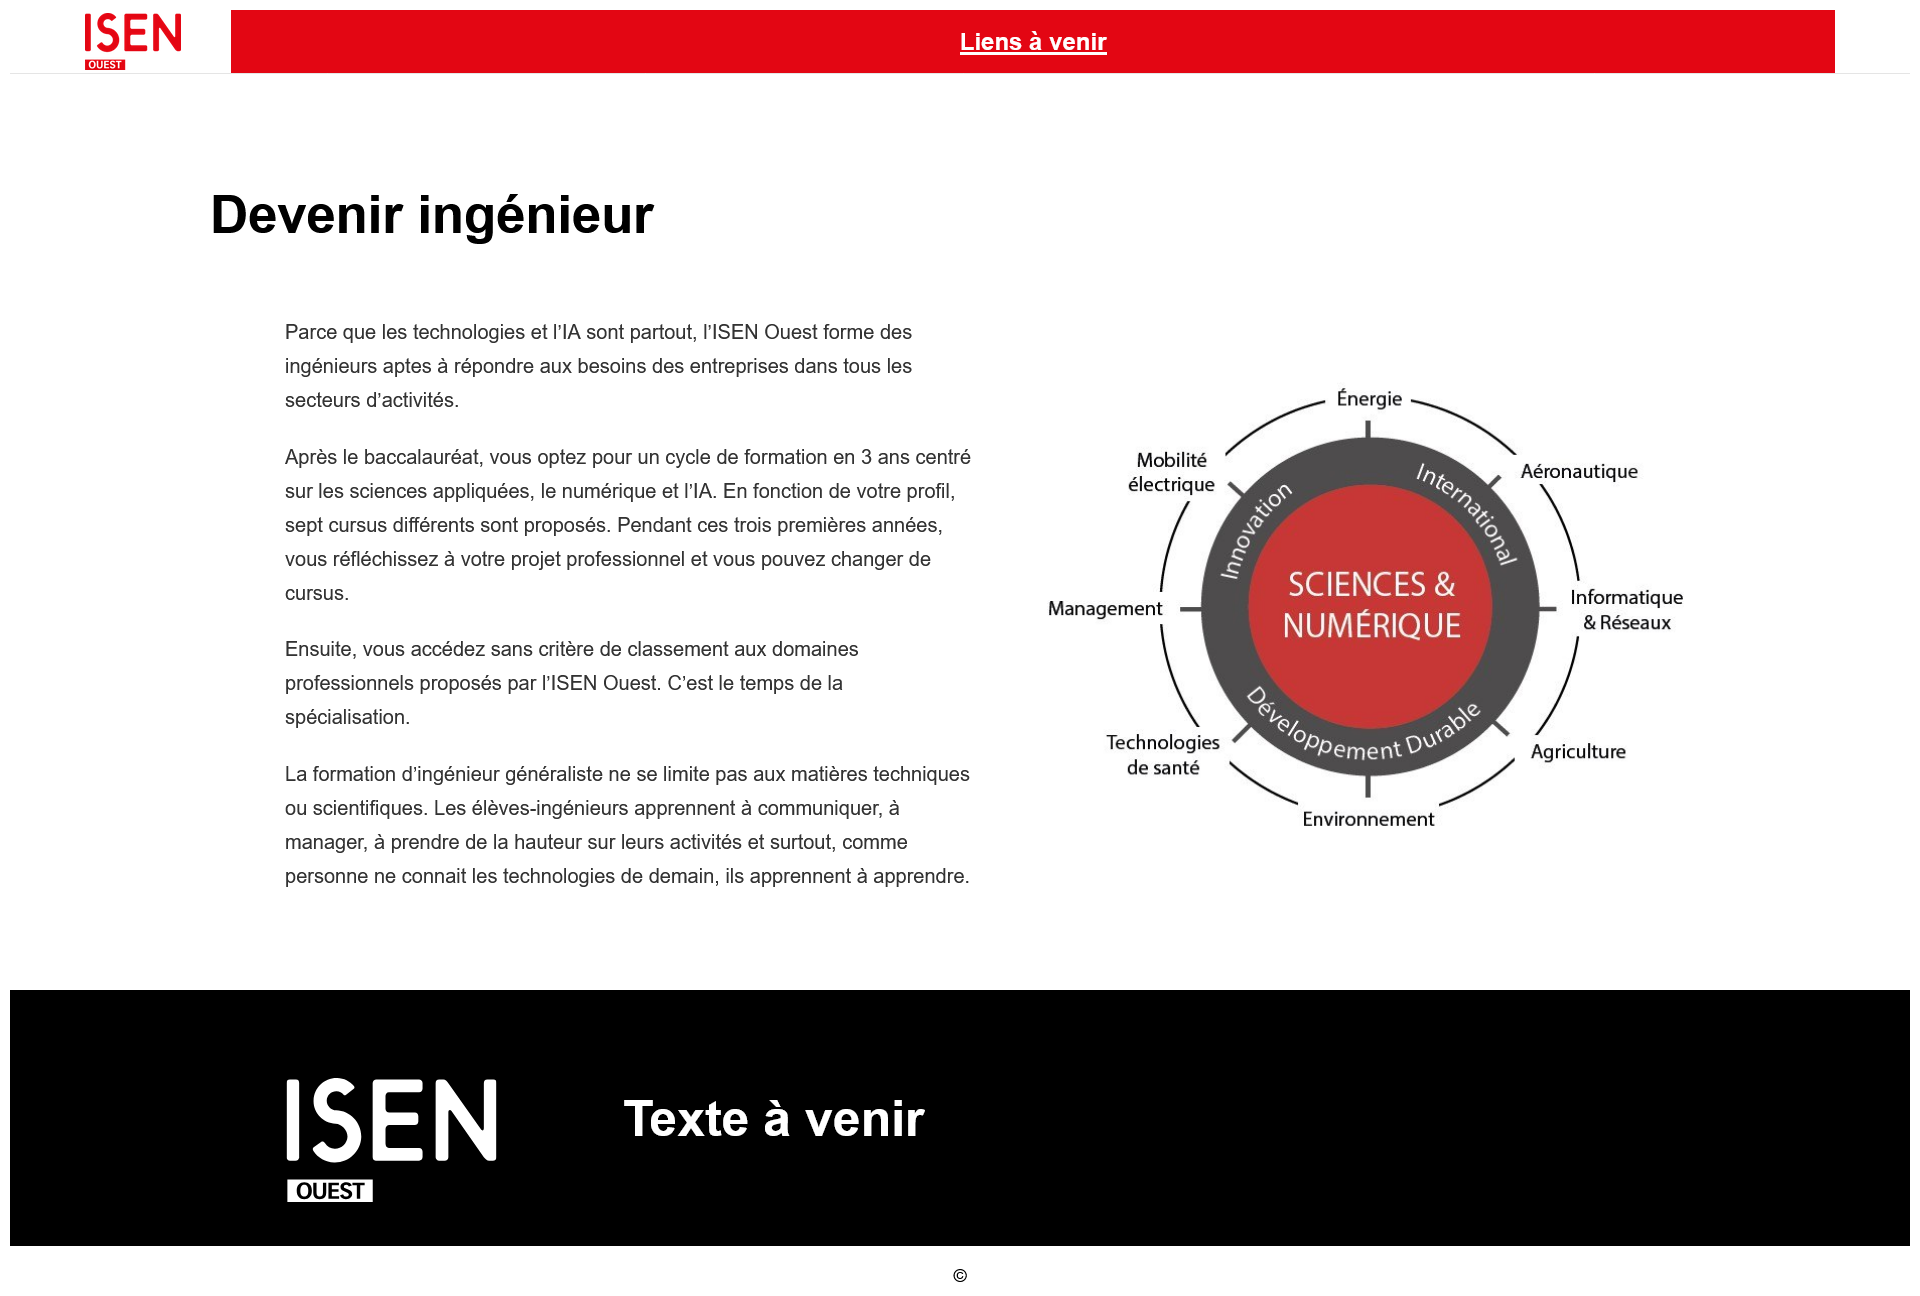 ISEN
OUEST
Liens à venir
Devenir ingénieur
Parce que les technologies et l’IA sont partout, l’ISEN Ouest forme des
ingénieurs aptes à répondre aux besoins des entreprises dans tous les
secteurs d’activités.
Après le baccalauréat, vous optez pour un cycle de formation en 3 ans centré
sur les sciences appliquées, le numérique et l’IA. En fonction de votre profil,
sept cursus différents sont proposés. Pendant ces trois premières années,
vous réfléchissez à votre projet professionnel et vous pouvez changer de
cursus.
Ensuite, vous accédez sans critère de classement aux domaines
professionnels proposés par l’ISEN Ouest. C’est le temps de la
spécialisation.
La formation d’ingénieur généraliste ne se limite pas aux matières techniques
ou scientifiques. Les élèves-ingénieurs apprennent à communiquer, à
manager, à prendre de la hauteur sur leurs activités et surtout, comme
personne ne connait les technologies de demain, ils apprennent à apprendre.
Énergie
Mobilité
électrique
Aéronautique
Innovation
International
SCIENCES &
NUMÉRIQUE
Management
Informatique
& Réseaux
Développement Durable
Technologies
de santé
Agriculture
Environnement
ISEN
OUEST
Texte à venir
©